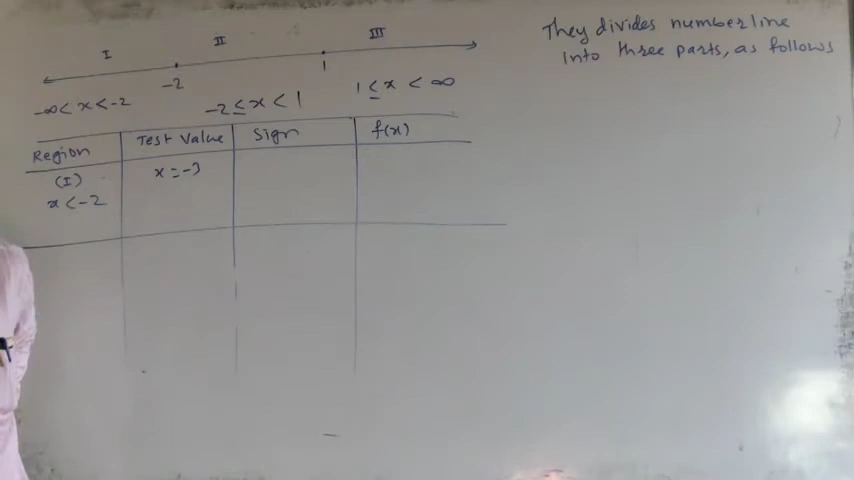 I II III
-2 1
-∞ < x < -2 -2 ≤ x < 1 1 ≤ x < ∞
Region Test Value Sign f(x)
(I) x = -3
x < -2
They divides numberline
into three parts, as follows